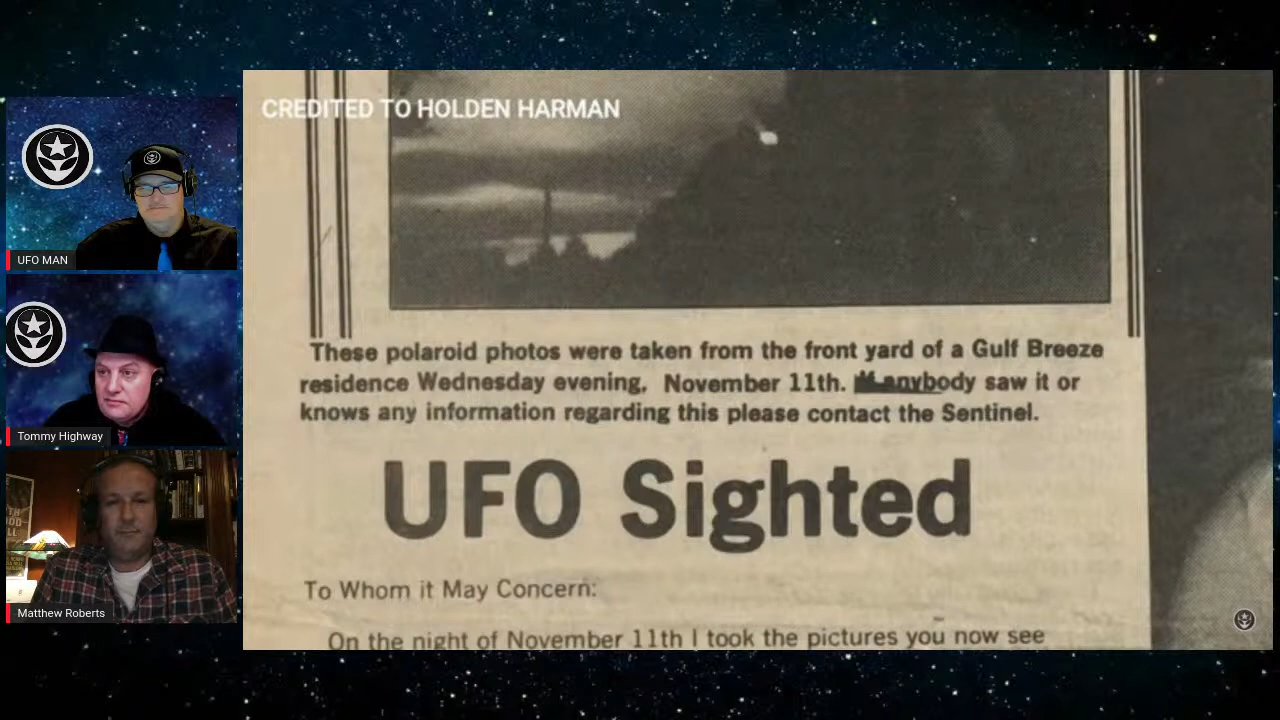 CREDITED TO HOLDEN HARMAN
These polaroid photos were taken from the front yard of a Gulf Breeze
residence Wednesday evening, November 11th. If anybody saw it or
knows any information regarding this please contact the Sentinel.
UFO Sighted
To Whom it May Concern:
On the night of November 11th I took the pictures you now see
UFO MAN
Tommy Highway
Matthew Roberts